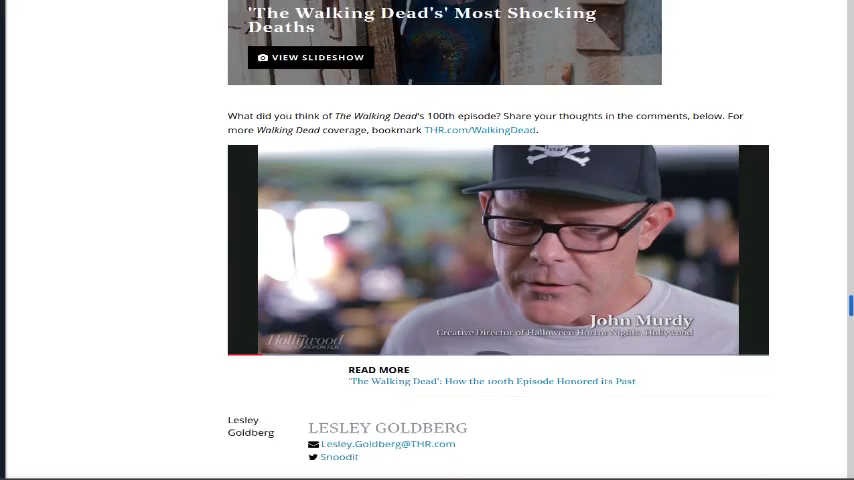 'The Walking Dead's' Most Shocking
Deaths
VIEW SLIDESHOW
What did you think of The Walking Dead's 100th episode? Share your thoughts in the comments, below. For
more Walking Dead coverage, bookmark THR.com/WalkingDead.
John Murdy
Creative Director of Halloween Horror Nights, Hollywood
THE
Hollywood
REPORTER
READ MORE
'The Walking Dead': How the 100th Episode Honored its Past
Lesley
Goldberg
LESLEY GOLDBERG
Lesley.Goldberg@THR.com
Snoodit